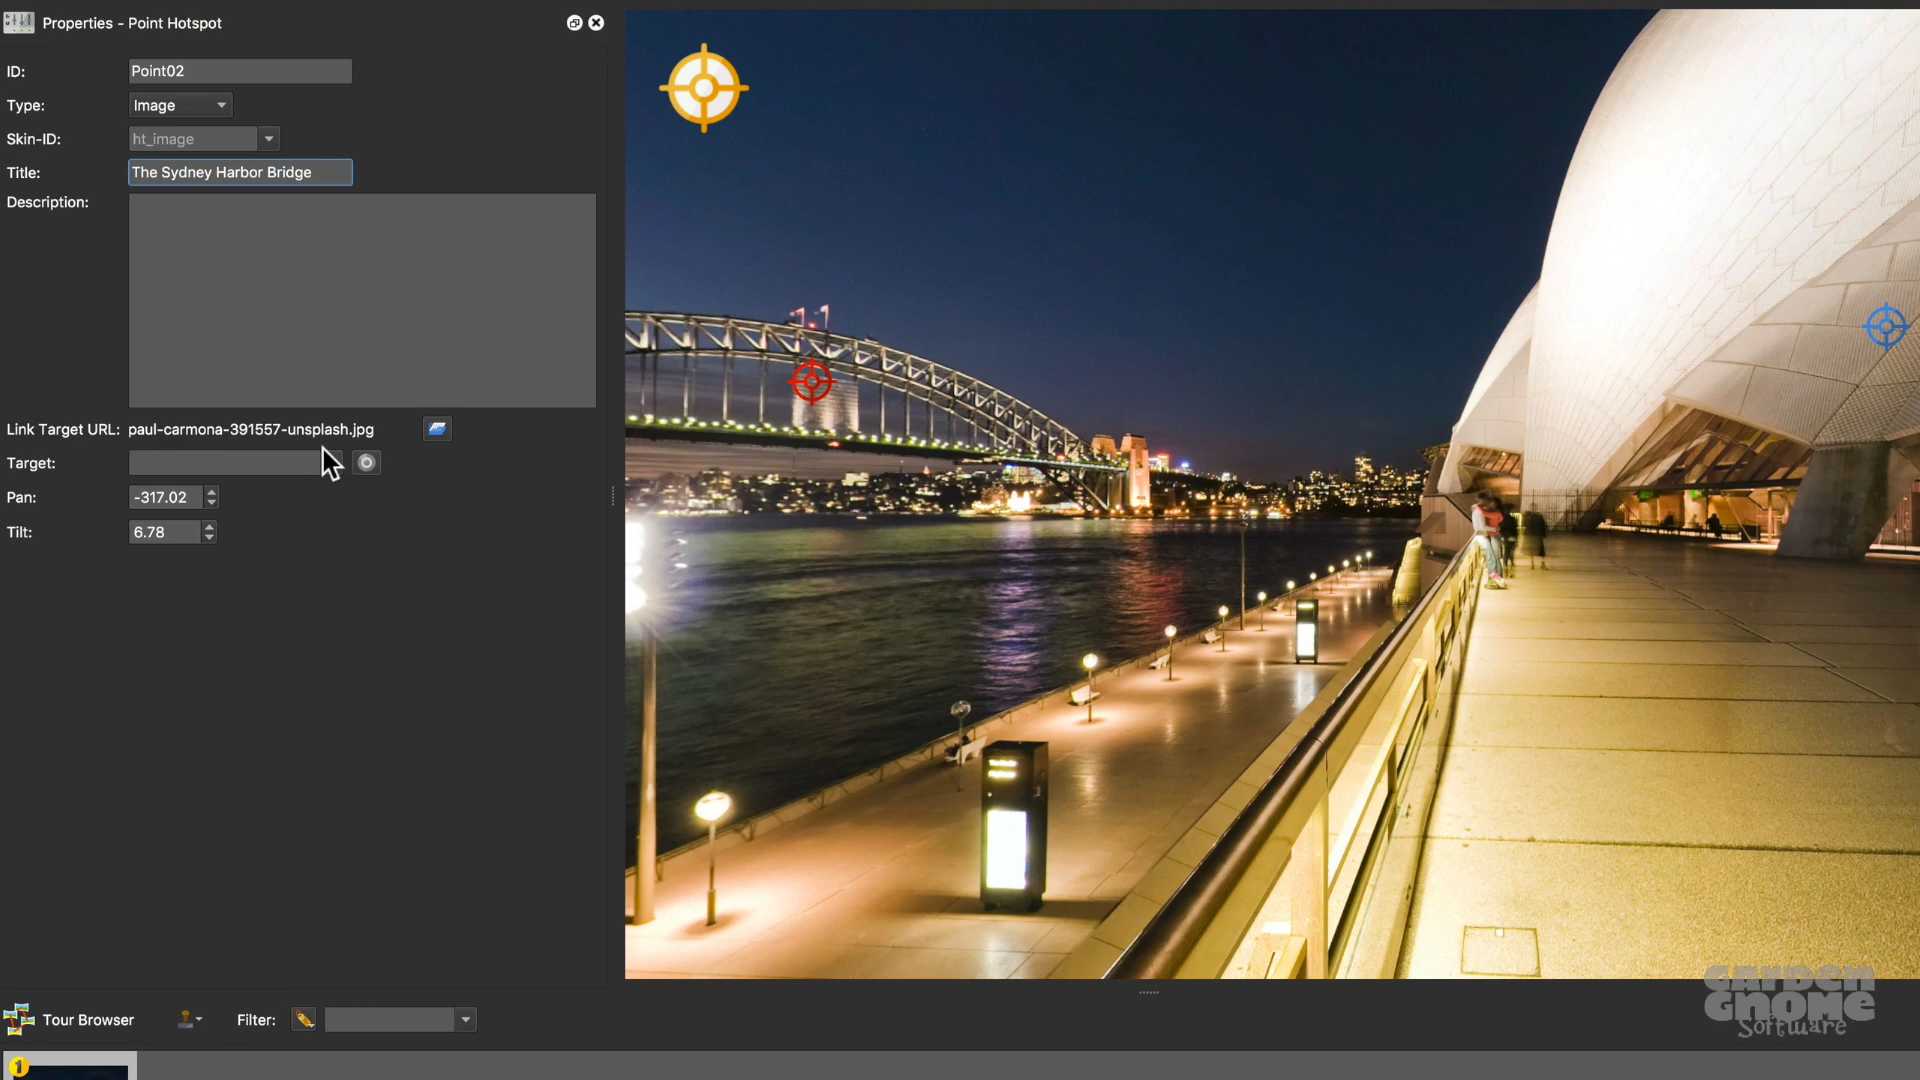 Properties - Point Hotspot
ID: Point02
Type: Image
Skin-ID: ht_image
Title: The Sydney Harbor Bridge
Description:
Link Target URL: paul-carmona-391557-unsplash.jpg
Target:
Pan: -317.02
Tilt: 6.78
GARDEN
GNOME
Software
Tour Browser Filter:
1